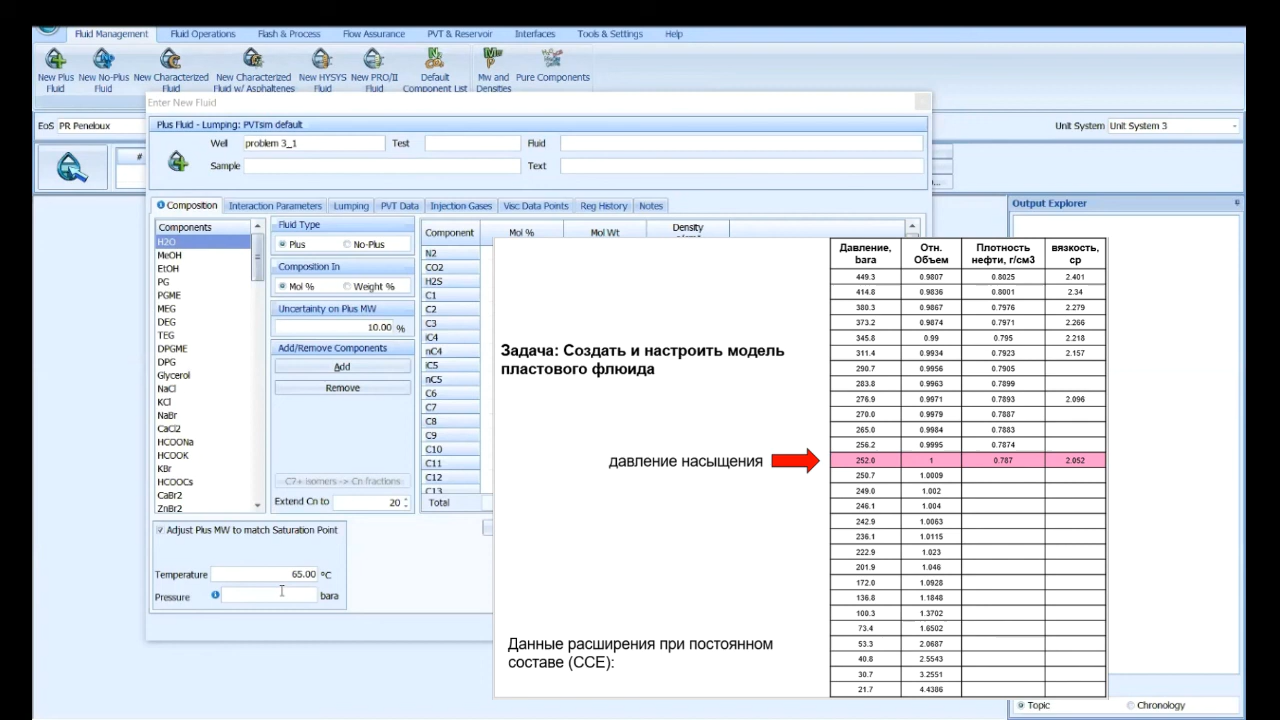 Fluid Management Fluid Operations Flash & Process Flow Assurance PVT & Reservoir Interfaces Tools & Settings Help
New Plus Fluid
New No-Plus Fluid
New Characterized Fluid
New Characterized Fluid w/ Asphaltenes
New HYSYS Fluid
New PRO/II Fluid
Default Component List
Mw and Densities
Pure Components
Enter New Fluid
EoS PR Peneloux
Unit System Unit System 3
Plus Fluid - Lumping: PVTsim default
Well problem 3_1 Test Fluid
Sample Text
#
Composition Interaction Parameters Lumping PVT Data Injection Gases Visc Data Points Reg History Notes
Output Explorer
Components
H2O
MeOH
EtOH
PG
PGME
MEG
DEG
TEG
DPGME
DPG
Glycerol
NaCl
KCl
NaBr
CaCl2
HCOONa
HCOOK
KBr
HCOOCs
CaBr2
ZnBr2
Fluid Type
Plus No-Plus
Composition In
Mol % Weight %
Uncertainty on Plus MW
10.00 %
Add/Remove Components
Add
Remove
C7+ isomers -> Cn fractions
Extend Cn to 20
Component Mol % Mol Wt Density
N2
CO2
H2S
C1
C2
C3
iC4
nC4
iC5
nC5
C6
C7
C8
C9
C10
C11
C12
C13
Total
Adjust Plus MW to match Saturation Point
Temperature 65.00 °C
Pressure bara
Задача: Создать и настроить модель
пластового флюида
давление насыщения
Данные расширения при постоянном
составе (CCE):
Давление, Отн. Плотность вязкость,
bara Объем нефти, г/см3 cp
449.3 0.9807 0.8025 2.401
414.8 0.9836 0.8001 2.34
380.3 0.9867 0.7976 2.279
373.2 0.9874 0.7971 2.266
345.8 0.99 0.795 2.218
311.4 0.9934 0.7923 2.157
290.7 0.9956 0.7905
283.8 0.9963 0.7899
276.9 0.9971 0.7893 2.096
270.0 0.9979 0.7887
265.0 0.9984 0.7883
256.2 0.9995 0.7874
252.0 1 0.787 2.052
250.7 1.0009
249.0 1.002
246.1 1.004
242.9 1.0063
236.1 1.0115
222.9 1.023
201.9 1.046
172.0 1.0928
136.8 1.1848
100.3 1.3702
73.4 1.6502
53.3 2.0687
40.8 2.5543
30.7 3.2551
21.7 4.4386
Topic Chronology